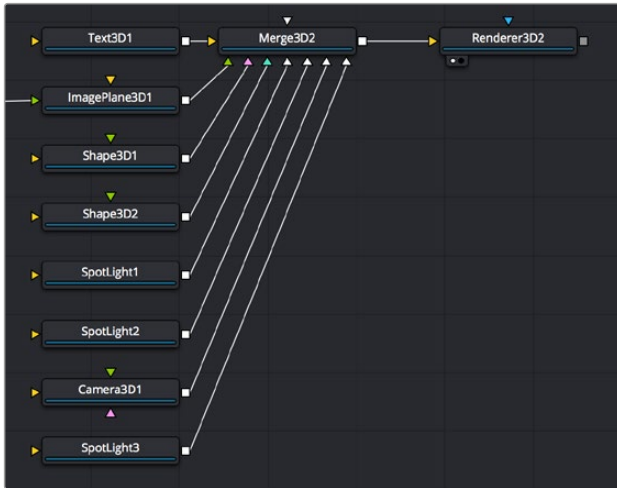 Text3D1
Merge3D2
Renderer3D2
ImagePlane3D1
Shape3D1
Shape3D2
SpotLight1
SpotLight2
Camera3D1
SpotLight3